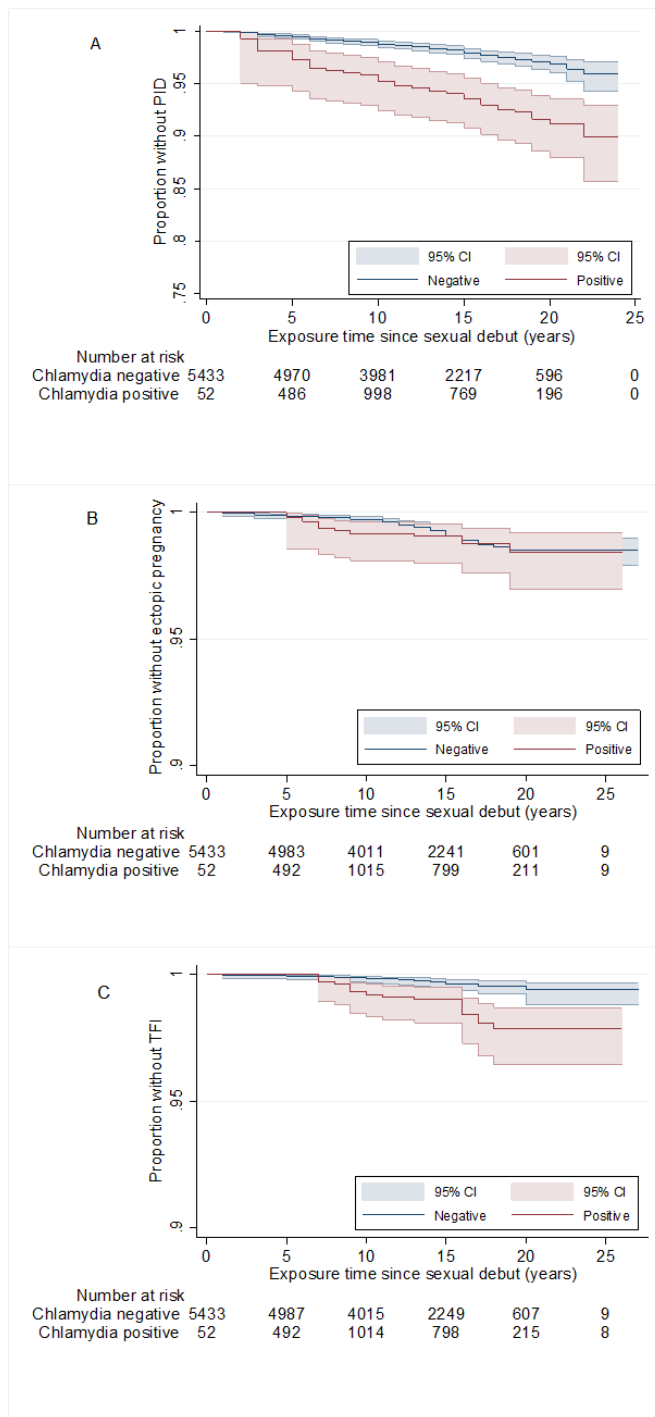 A
Proportion without PID
1
.95
.9
.85
.8
.75
95% CI 95% CI
Negative Positive
0 5 10 15 20 25
Exposure time since sexual debut (years)
Number at risk
Chlamydia negative 5433 4970 3981 2217 596 0
Chlamydia positive 52 486 998 769 196 0
B
Proportion without ectopic pregnancy
1
.95
.9
95% CI 95% CI
Negative Positive
0 5 10 15 20 25
Exposure time since sexual debut (years)
Number at risk
Chlamydia negative 5433 4983 4011 2241 601 9
Chlamydia positive 52 492 1015 799 211 9
C
Proportion without TFI
1
.95
.9
95% CI 95% CI
Negative Positive
0 5 10 15 20 25
Exposure time since sexual debut (years)
Number at risk
Chlamydia negative 5433 4987 4015 2249 607 9
Chlamydia positive 52 492 1014 798 215 8